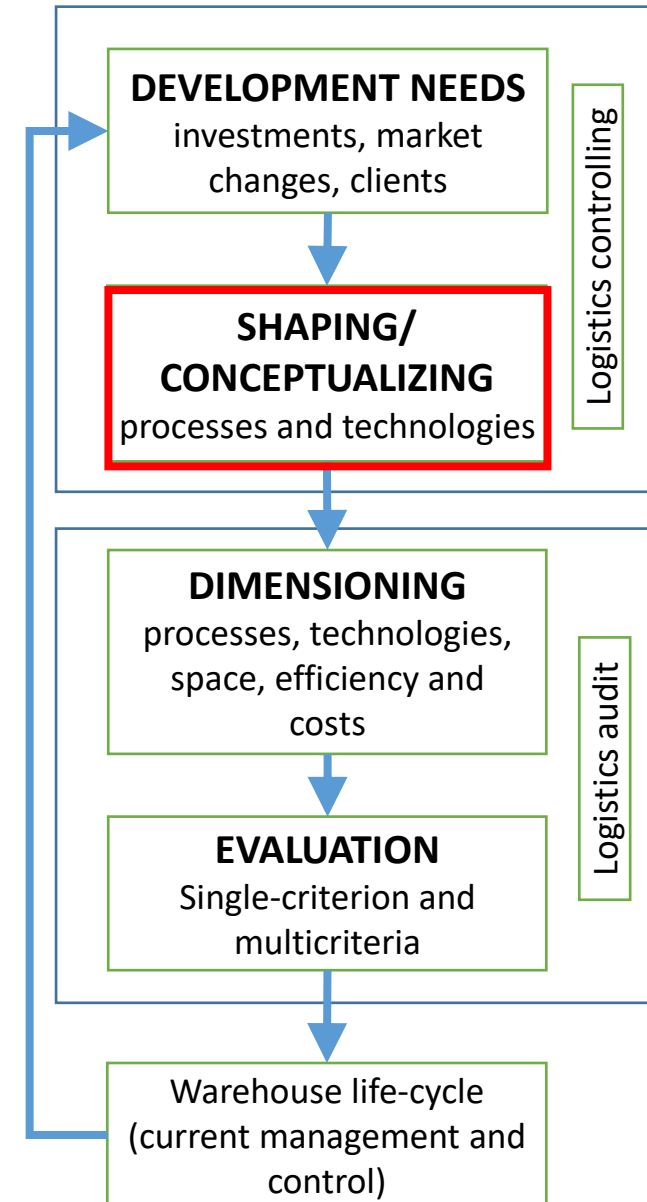 DEVELOPMENT NEEDS
investments, market
changes, clients
Logistics controlling
SHAPING/
CONCEPTUALIZING
processes and technologies
DIMENSIONING
processes, technologies,
space, efficiency and
costs
Logistics audit
EVALUATION
Single-criterion and
multicriteria
Warehouse life-cycle
(current management and
control)